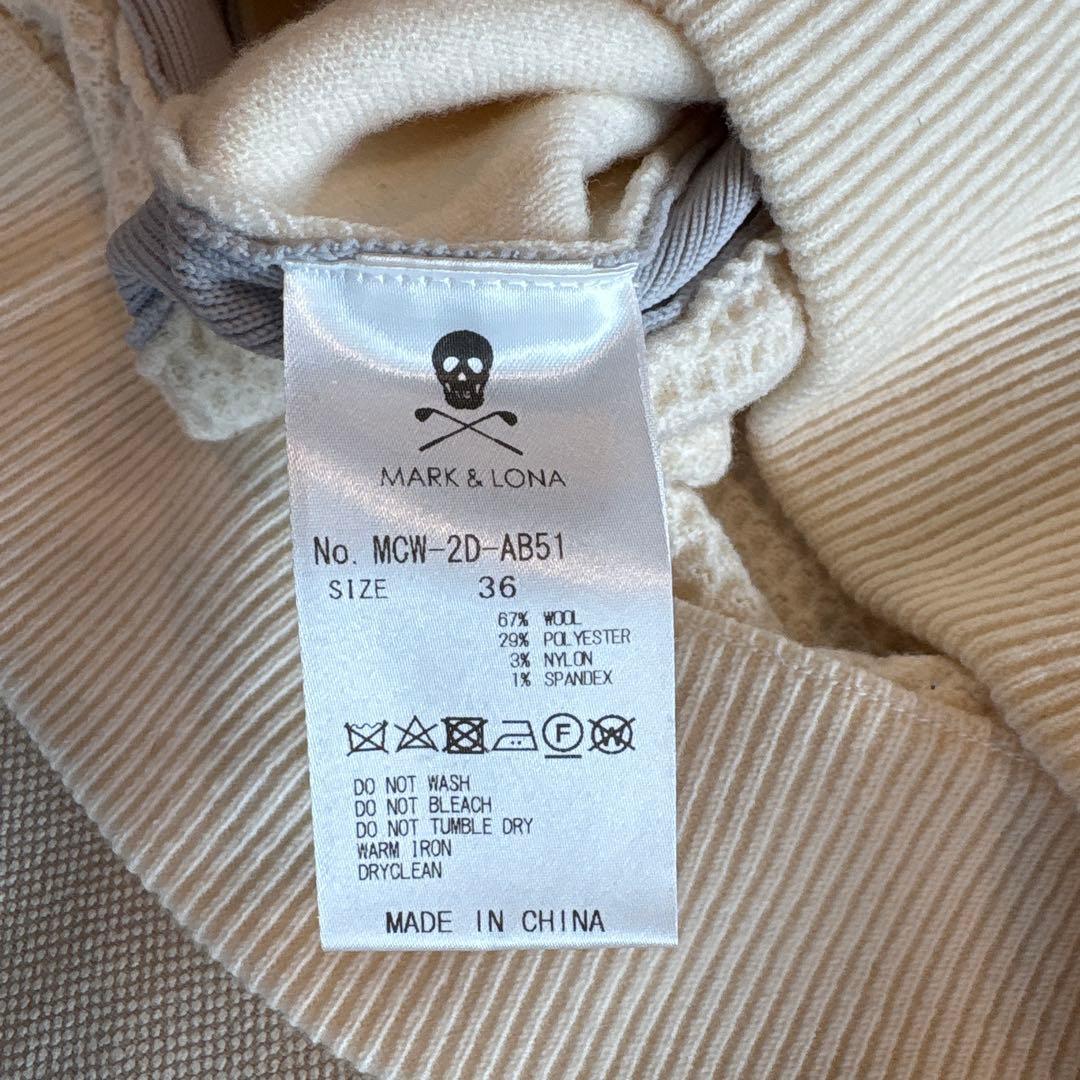 MARK & LONA
No. MCW-2D-AB51
SIZE 36
67% WOOL
29% POLYESTER
3% NYLON
1% SPANDEX
F W
DO NOT WASH
DO NOT BLEACH
DO NOT TUMBLE DRY
WARM IRON
DRYCLEAN
MADE IN CHINA